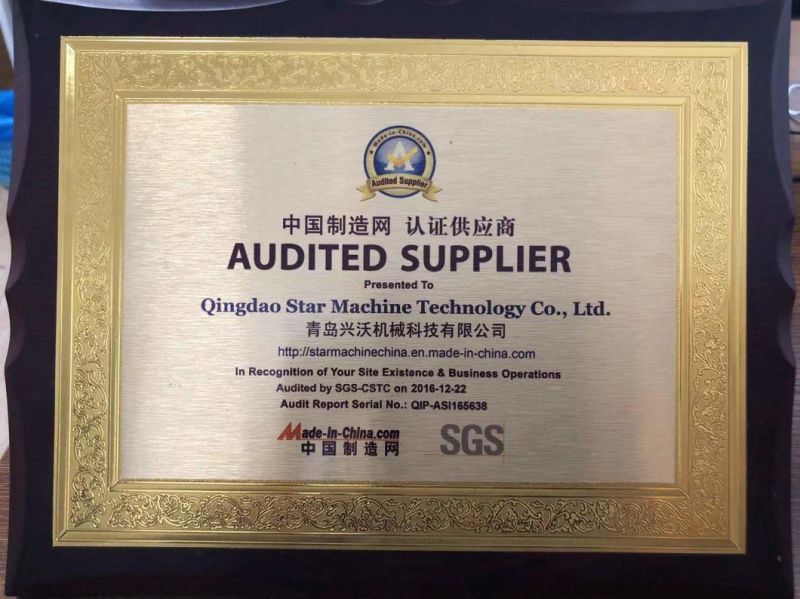 Made-in-China.com
Audited Supplier
中国制造网 认证供应商
AUDITED SUPPLIER
Presented To
Qingdao Star Machine Technology Co., Ltd.
青岛兴沃机械科技有限公司
http://starmachinechina.en.made-in-china.com
In Recognition of Your Site Existence & Business Operations
Audited by SGS-CSTC on 2016-12-22
Audit Report Serial No.: QIP-ASI165638
Made-in-China.com
中国制造网
SGS